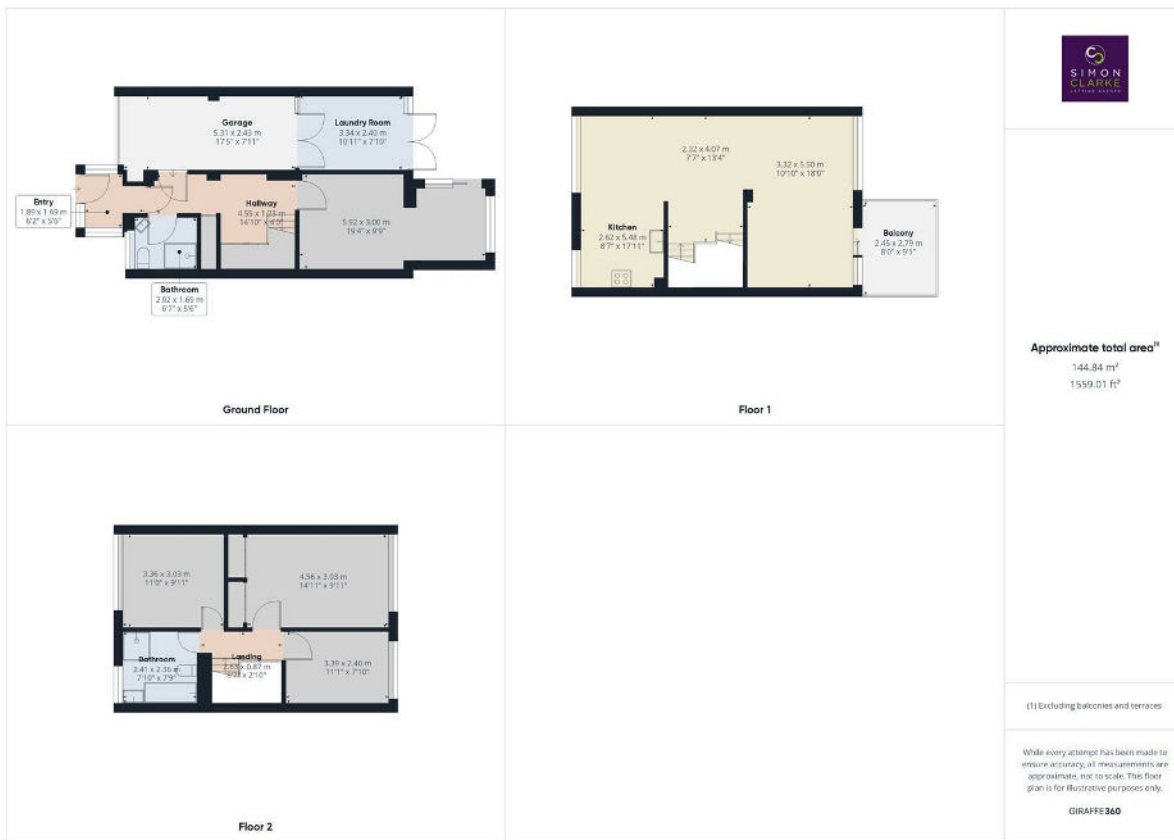 Garage
5.31 x 2.43 m
17'5" x 7'11"
Laundry Room
3.34 x 2.40 m
10'11" x 7'10"
Entry
1.89 x 1.69 m
6'2" x 5'6"
Hallway
4.55 x 1.23 m
14'10" x 4'0"
5.92 x 3.00 m
19'4" x 9'9"
Bathroom
2.02 x 1.69 m
6'7" x 5'6"
Ground Floor
2.32 x 4.07 m
7'7" x 13'4"
3.32 x 5.50 m
10'10" x 18'0"
Kitchen
2.62 x 5.48 m
8'7" x 17'11"
Balcony
2.45 x 2.79 m
8'0" x 9'1"
Floor 1
3.36 x 3.03 m
11'0" x 9'11"
4.56 x 3.03 m
14'11" x 9'11"
Bathroom
2.41 x 2.36 m
7'10" x 7'9"
Landing
2.63 x 0.87 m
x 2'10"
3.39 x 2.40 m
11'1" x 7'10"
Floor 2
SIMON
CLARKE
LETTING AGENTS
Approximate total area(1)
144.84 m²
1559.01 ft²
(1) Excluding balconies and terraces
While every attempt has been made to
ensure accuracy, all measurements are
approximate, not to scale. This floor
plan is for illustrative purposes only.
GIRAFFE360